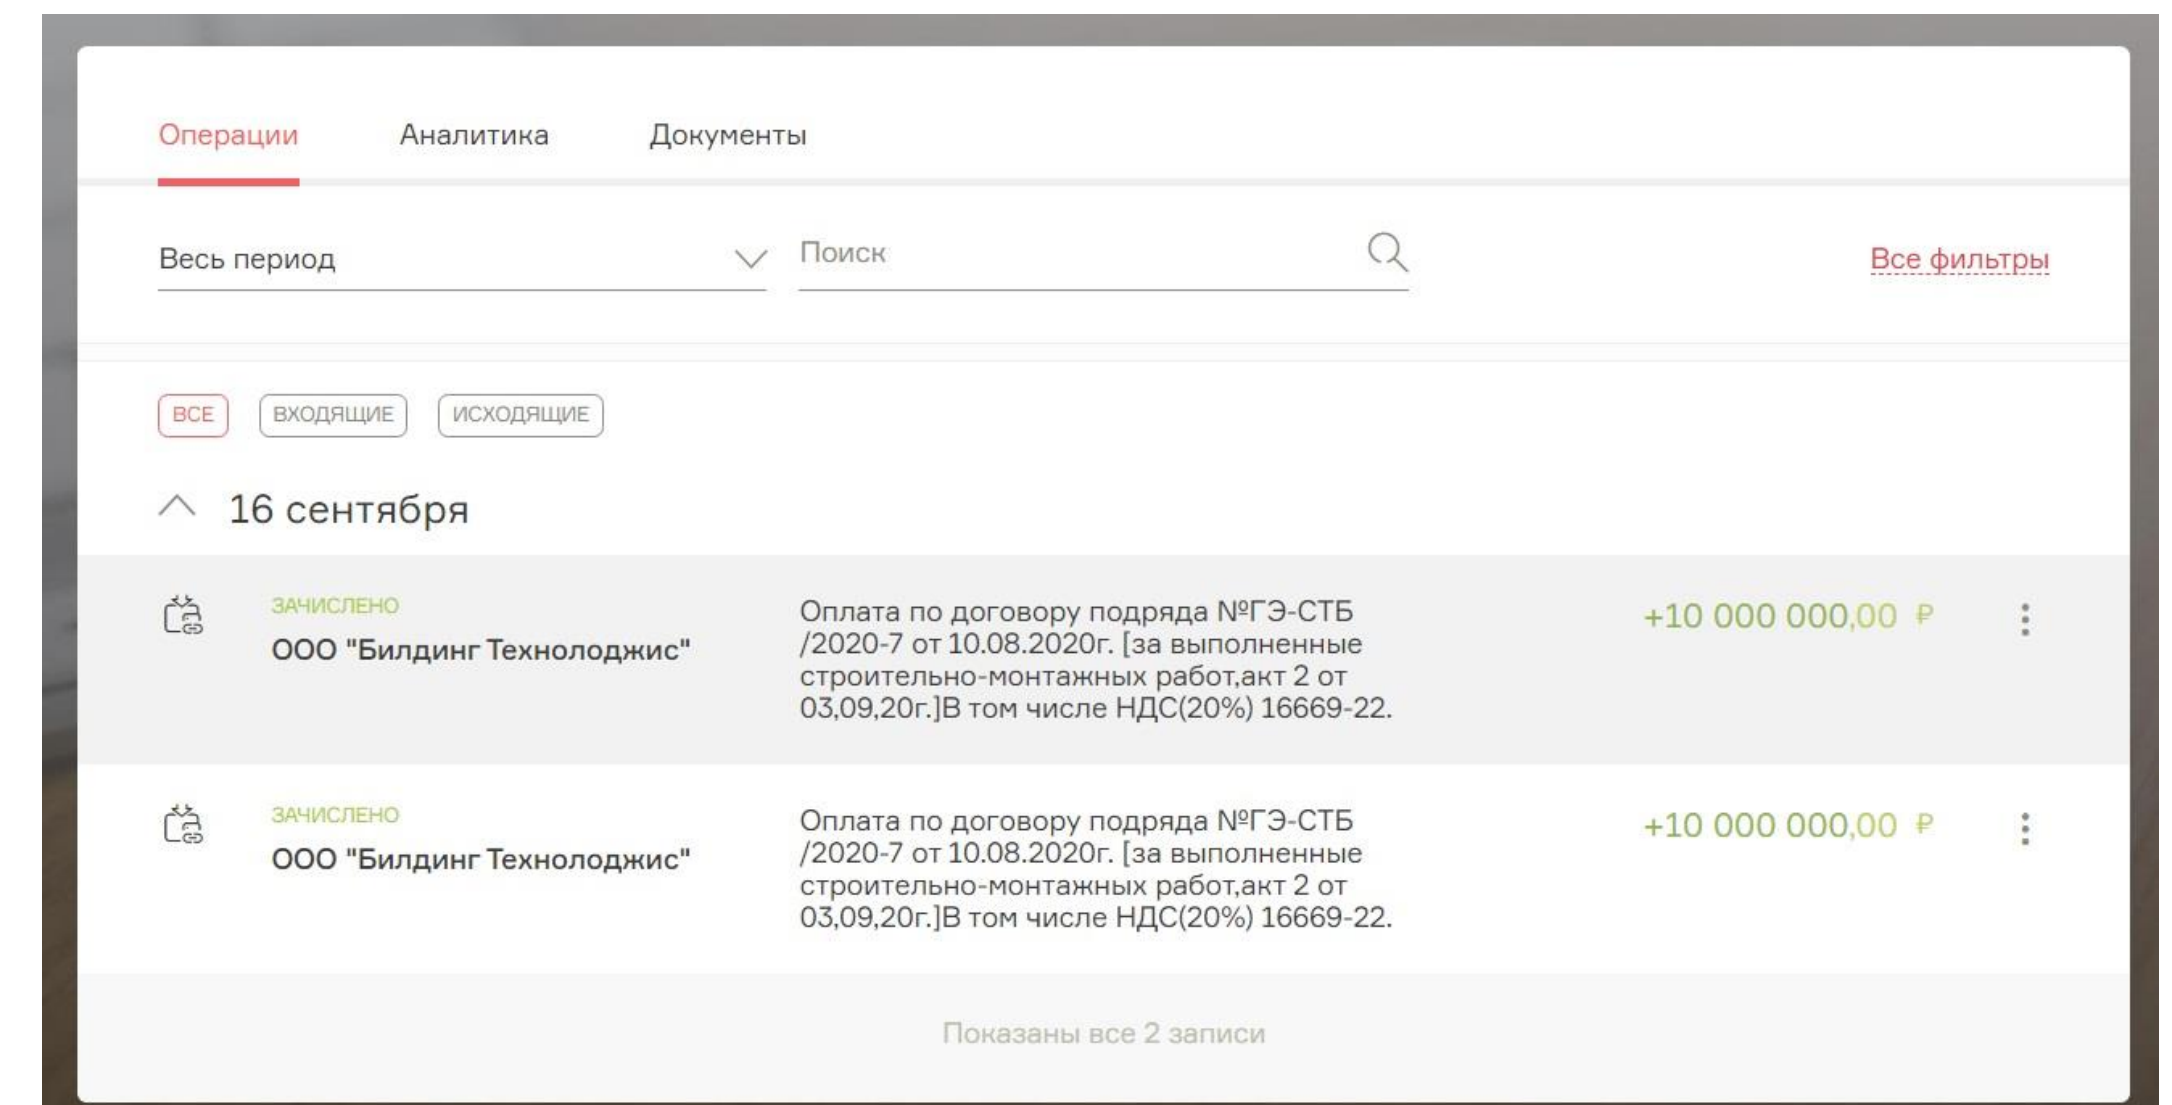 Операции Аналитика Документы
Весь период Поиск Все фильтры
ВСЕ ВХОДЯЩИЕ ИСХОДЯЩИЕ
16 сентября
ЗАЧИСЛЕНО
ООО "Билдинг Технолоджис"
Оплата по договору подряда №ГЭ-СТБ
/2020-7 от 10.08.2020г. [за выполненные
строительно-монтажных работ,акт 2 от
03,09,20г.]В том числе НДС(20%) 16669-22.
+10 000 000,00 ₽
ЗАЧИСЛЕНО
ООО "Билдинг Технолоджис"
Оплата по договору подряда №ГЭ-СТБ
/2020-7 от 10.08.2020г. [за выполненные
строительно-монтажных работ,акт 2 от
03,09,20г.]В том числе НДС(20%) 16669-22.
+10 000 000,00 ₽
Показаны все 2 записи